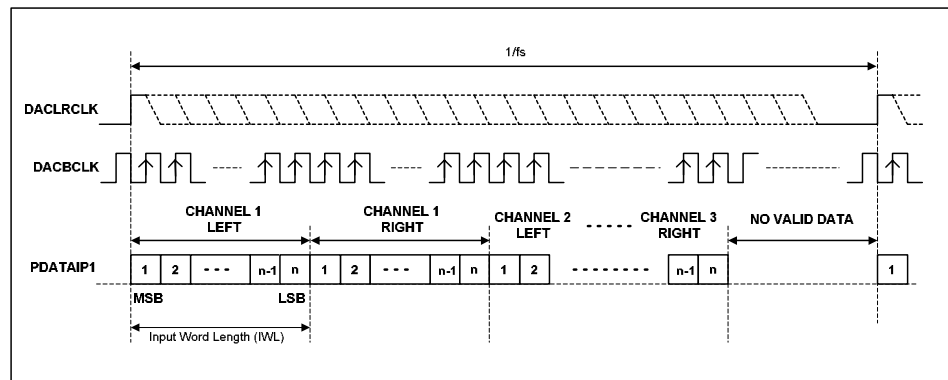 1/fs
DACLRCLK
DACBCLK
CHANNEL 1
LEFT
CHANNEL 1
RIGHT
CHANNEL 2
LEFT
CHANNEL 3
RIGHT
NO VALID DATA
PDATAIP1
1 2 n-1 n 1 2 n-1 n 1 2 n-1 n 1
MSB LSB
Input Word Length (IWL)